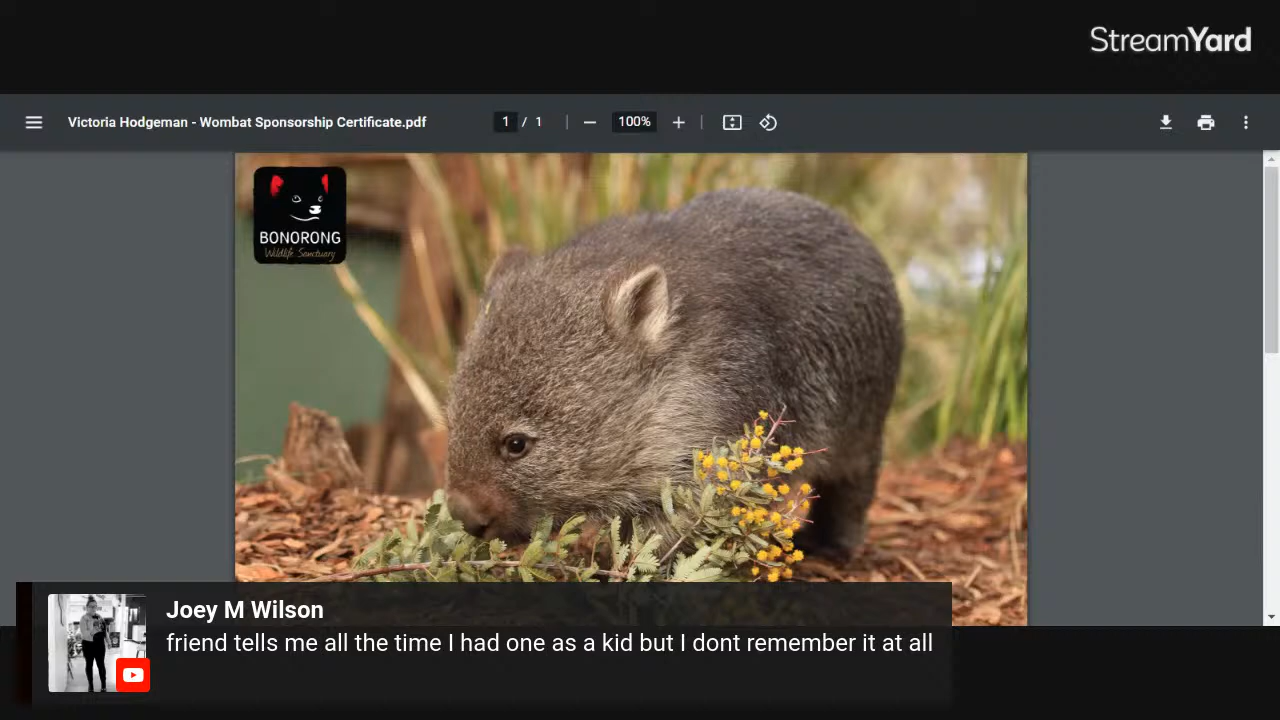 StreamYard
Victoria Hodgeman - Wombat Sponsorship Certificate.pdf
1 / 1
100%
BONORONG
Wildlife Sanctuary
Joey M Wilson
friend tells me all the time I had one as a kid but I dont remember it at all